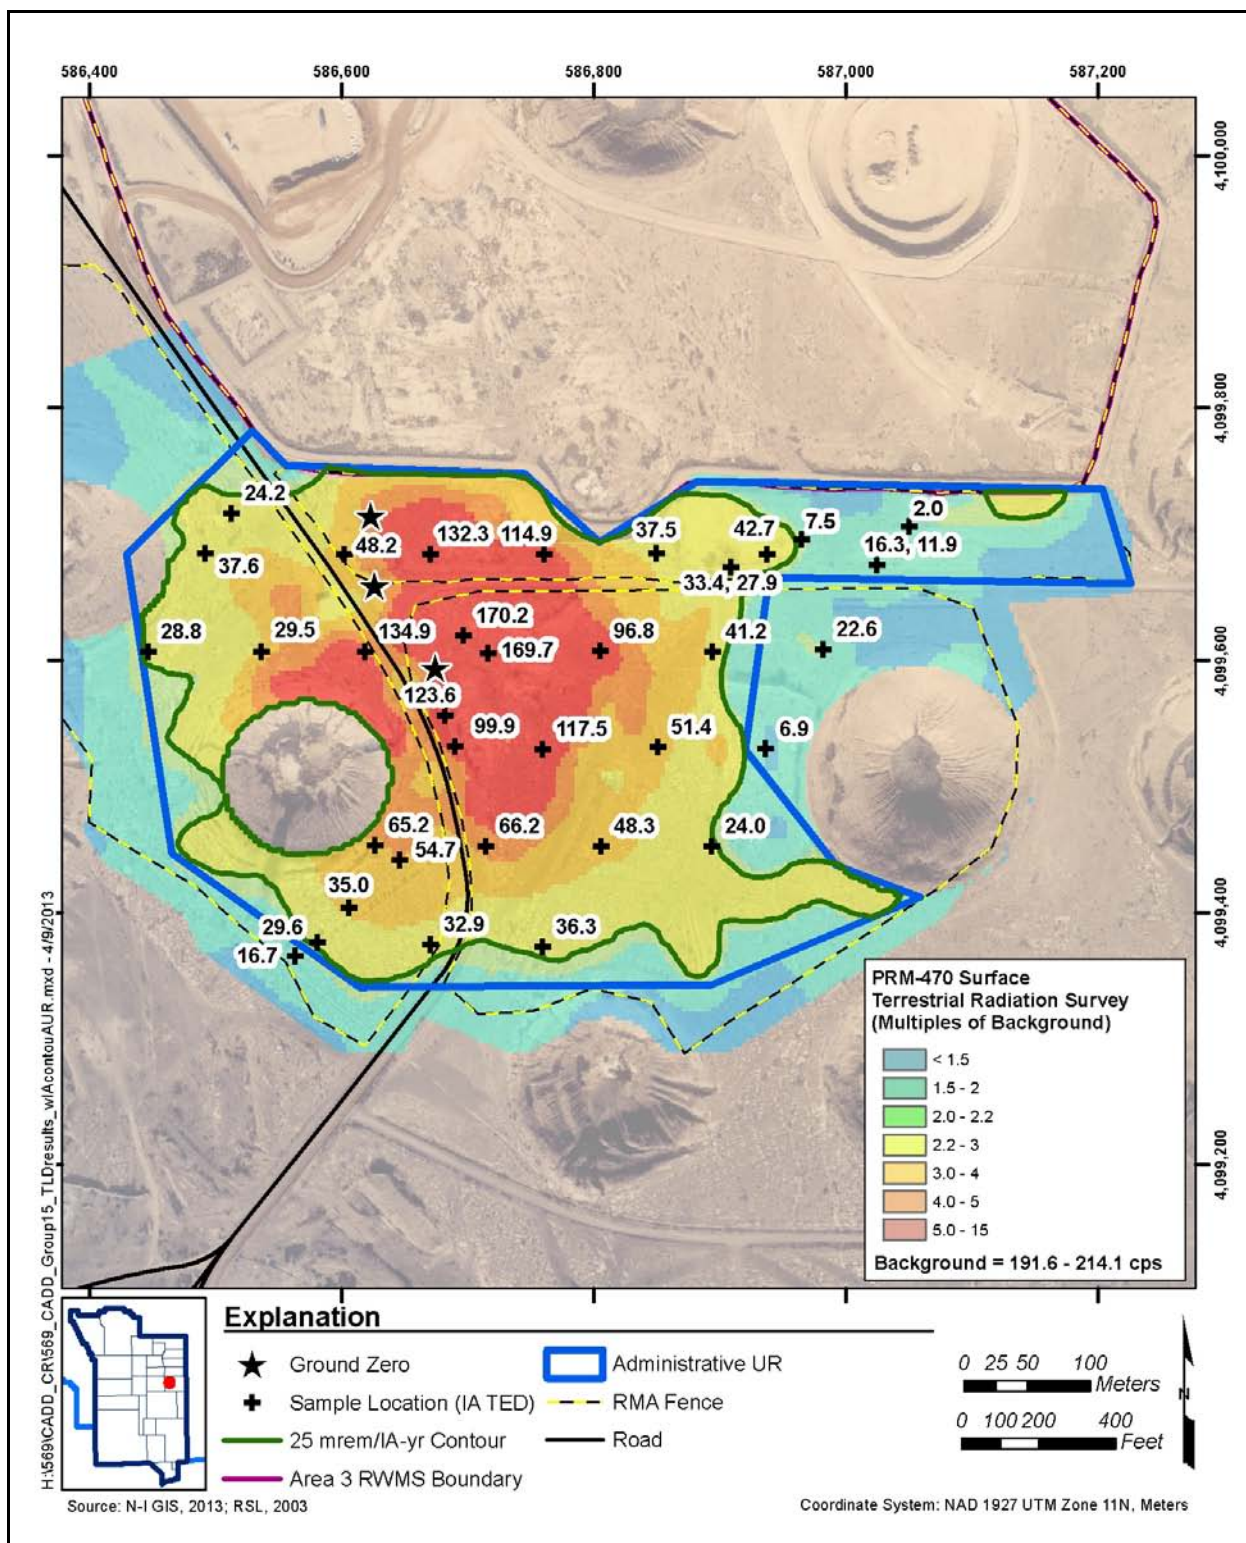 586,400 586,600 586,800 587,000 587,200
4,100,000
4,099,800
4,099,600
4,099,400
4,099,200
24.2
48.2
132.3 114.9
37.5
42.7
7.5
2.0
16.3, 11.9
37.6
33.4, 27.9
28.8
29.5
134.9
170.2
169.7
96.8
41.2
22.6
123.6
99.9
117.5
51.4
6.9
65.2
54.7
66.2
48.3
24.0
35.0
29.6
32.9
36.3
16.7
PRM-470 Surface
Terrestrial Radiation Survey
(Multiples of Background)
< 1.5
1.5 - 2
2.0 - 2.2
2.2 - 3
3.0 - 4
4.0 - 5
5.0 - 15
Background = 191.6 - 214.1 cps
H:\569\CADD_CR\569_CADD_Group15_TLDresults_wIAcontouAUR.mxd - 4/9/2013
Explanation
Ground Zero
Sample Location (IA TED)
25 mrem/IA-yr Contour
Area 3 RWMS Boundary
Administrative UR
RMA Fence
Road
0 25 50 100
Meters
0 100 200 400
Feet
N
Source: N-I GIS, 2013; RSL, 2003
Coordinate System: NAD 1927 UTM Zone 11N, Meters